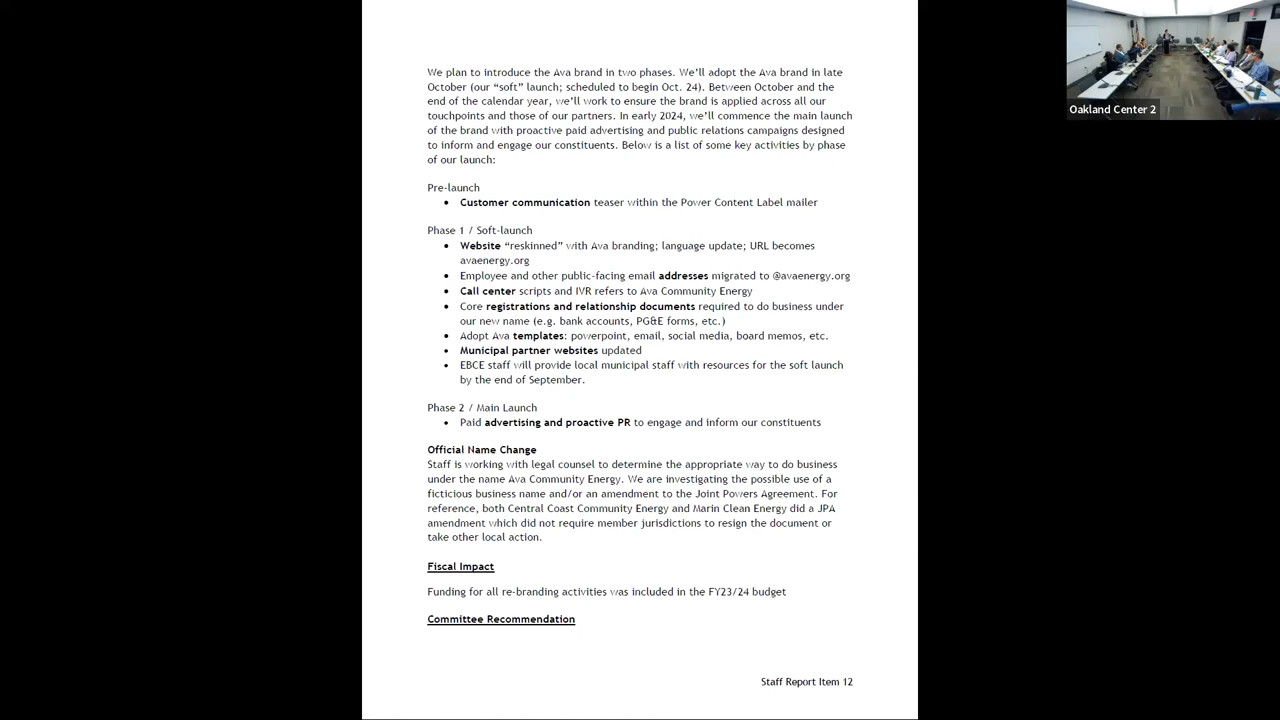 We plan to introduce the Ava brand in two phases. We'll adopt the Ava brand in late
October (our “soft” launch; scheduled to begin Oct. 24). Between October and the
end of the calendar year, we'll work to ensure the brand is applied across all our
touchpoints and those of our partners. In early 2024, we'll commence the main launch
of the brand with proactive paid advertising and public relations campaigns designed
to inform and engage our constituents. Below is a list of some key activities by phase
of our launch:
Pre-launch
• Customer communication teaser within the Power Content Label mailer
Phase 1 / Soft-launch
• Website “reskinned” with Ava branding; language update; URL becomes
avaenergy.org
• Employee and other public-facing email addresses migrated to @avaenergy.org
• Call center scripts and IVR refers to Ava Community Energy
• Core registrations and relationship documents required to do business under
our new name (e.g. bank accounts, PG&E forms, etc.)
• Adopt Ava templates: powerpoint, email, social media, board memos, etc.
• Municipal partner websites updated
• EBCE staff will provide local municipal staff with resources for the soft launch
by the end of September.
Phase 2 / Main Launch
• Paid advertising and proactive PR to engage and inform our constituents
Official Name Change
Staff is working with legal counsel to determine the appropriate way to do business
under the name Ava Community Energy. We are investigating the possible use of a
ficticious business name and/or an amendment to the Joint Powers Agreement. For
reference, both Central Coast Community Energy and Marin Clean Energy did a JPA
amendment which did not require member jurisdictions to resign the document or
take other local action.
Fiscal Impact
Funding for all re-branding activities was included in the FY23/24 budget
Committee Recommendation
Staff Report Item 12
Oakland Center 2